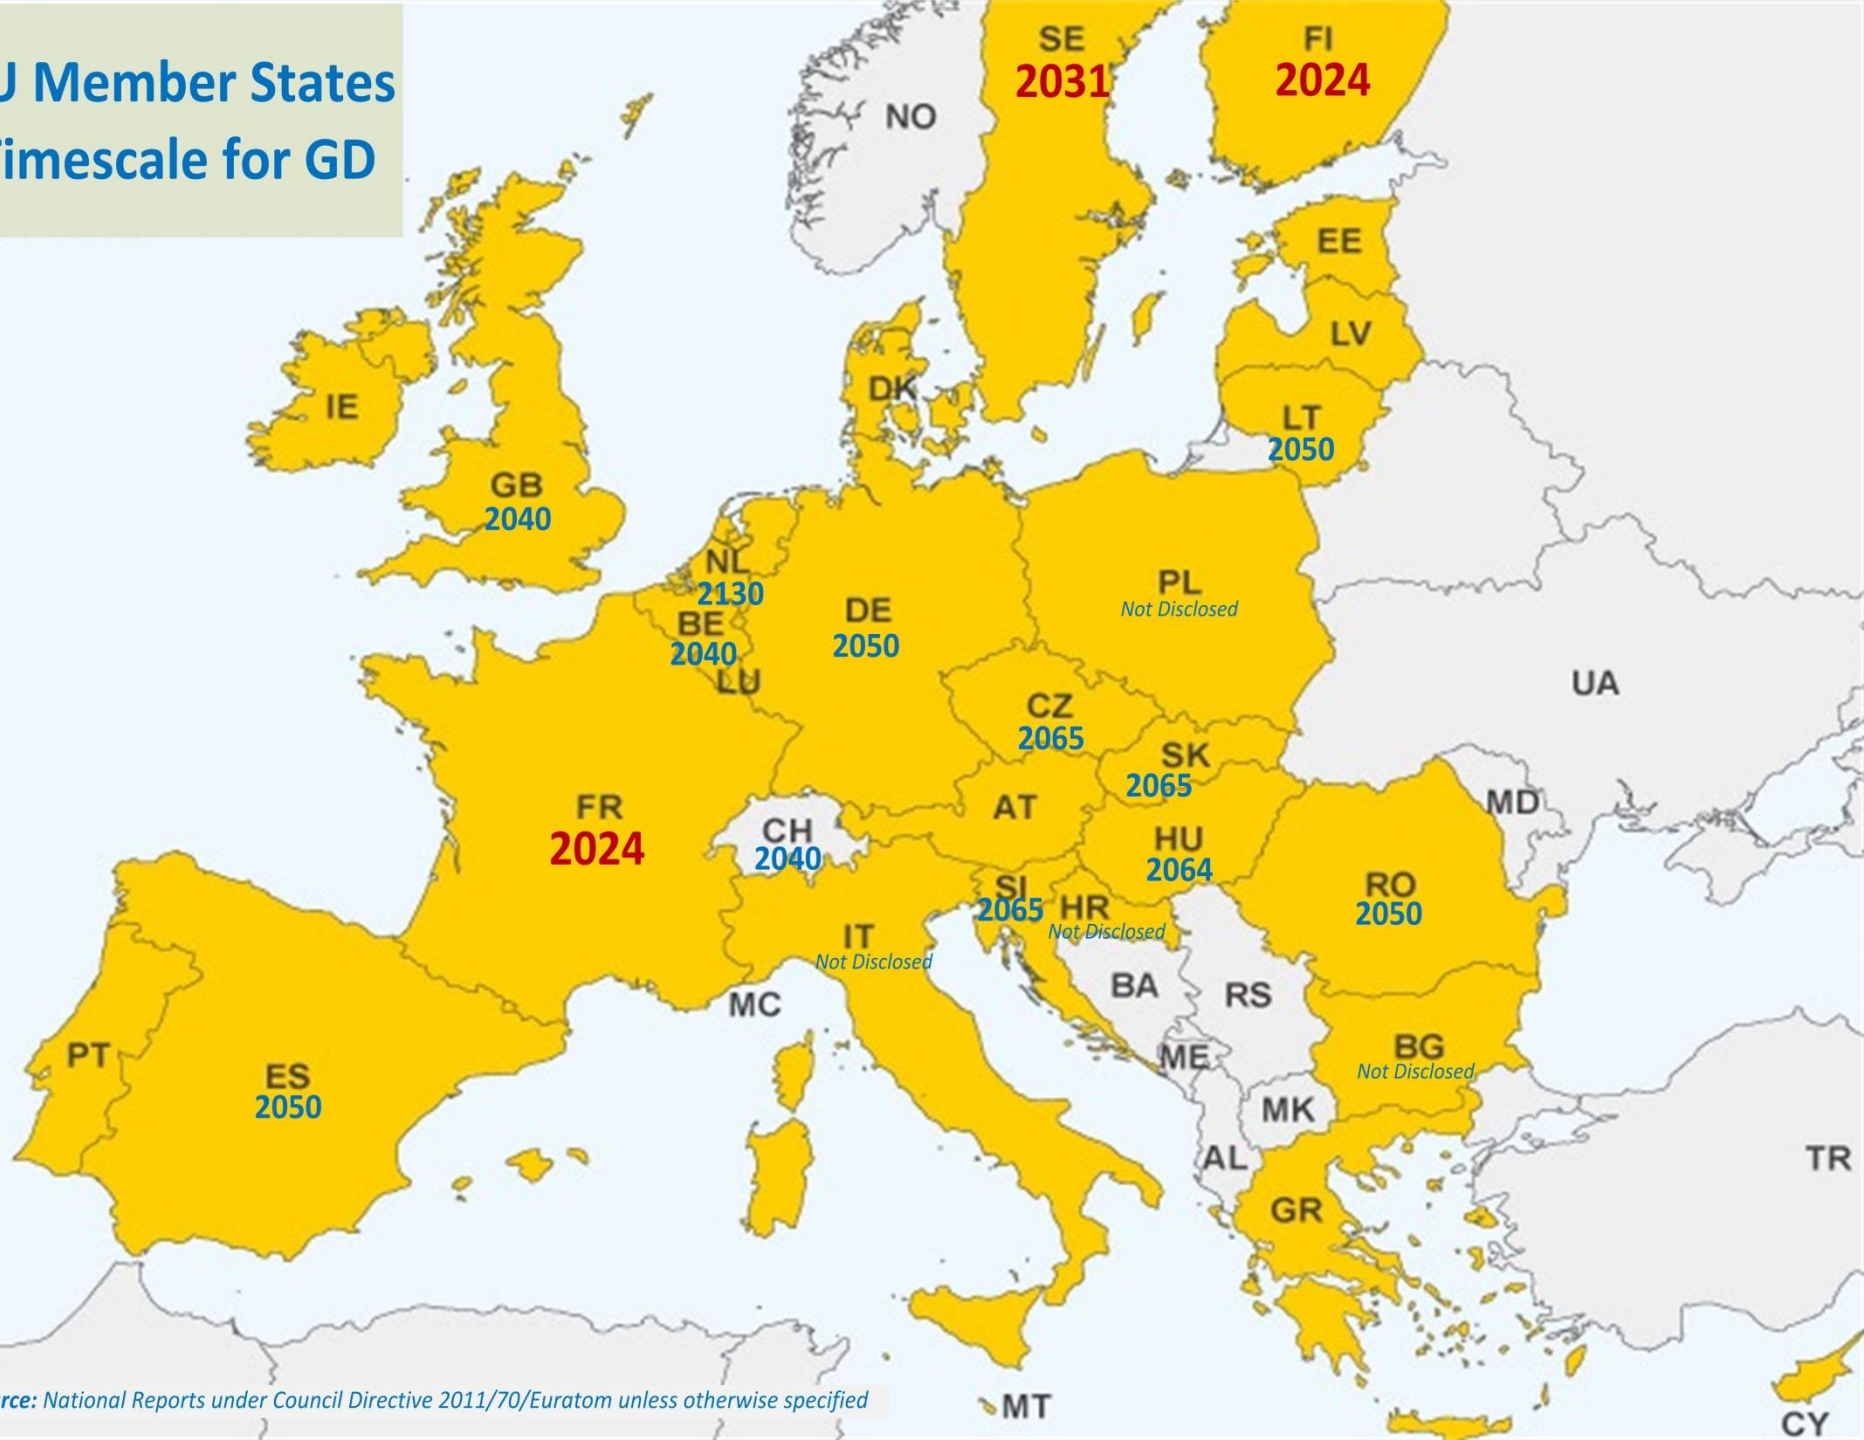 U Member States
Timescale for GD
SE
2031
FI
2024
NO
EE
LV
LT
2050
DK
IE
GB
2040
NL
2130
BE
2040
LU
DE
2050
PL
Not Disclosed
UA
CZ
2065
SK
2065
AT
HU
2064
MD
FR
2024
CH
2040
SI
2065
HR
Not Disclosed
RO
2050
IT
Not Disclosed
BA
RS
MC
PT
ES
2050
ME
BG
Not Disclosed
MK
AL
TR
GR
MT
CY
rce: National Reports under Council Directive 2011/70/Euratom unless otherwise specified